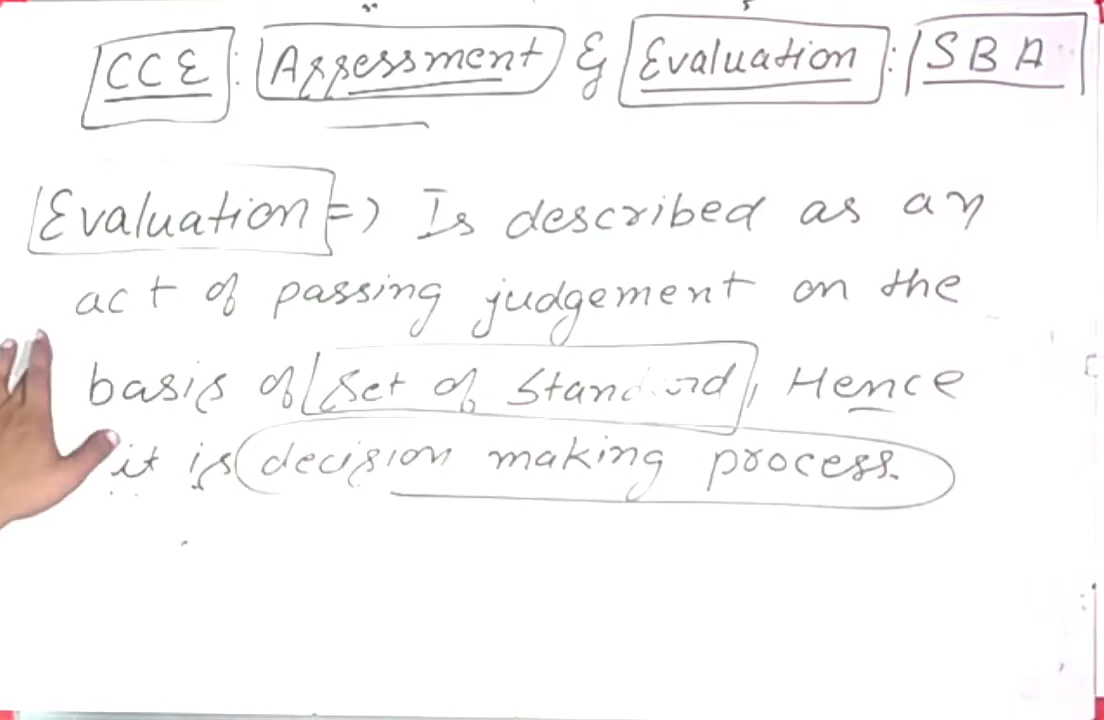 CCE : Assessment & Evaluation : SBA
Evaluation => Is described as an
act of passing judgement on the
basis of set of Standard, Hence
it is decision making process.